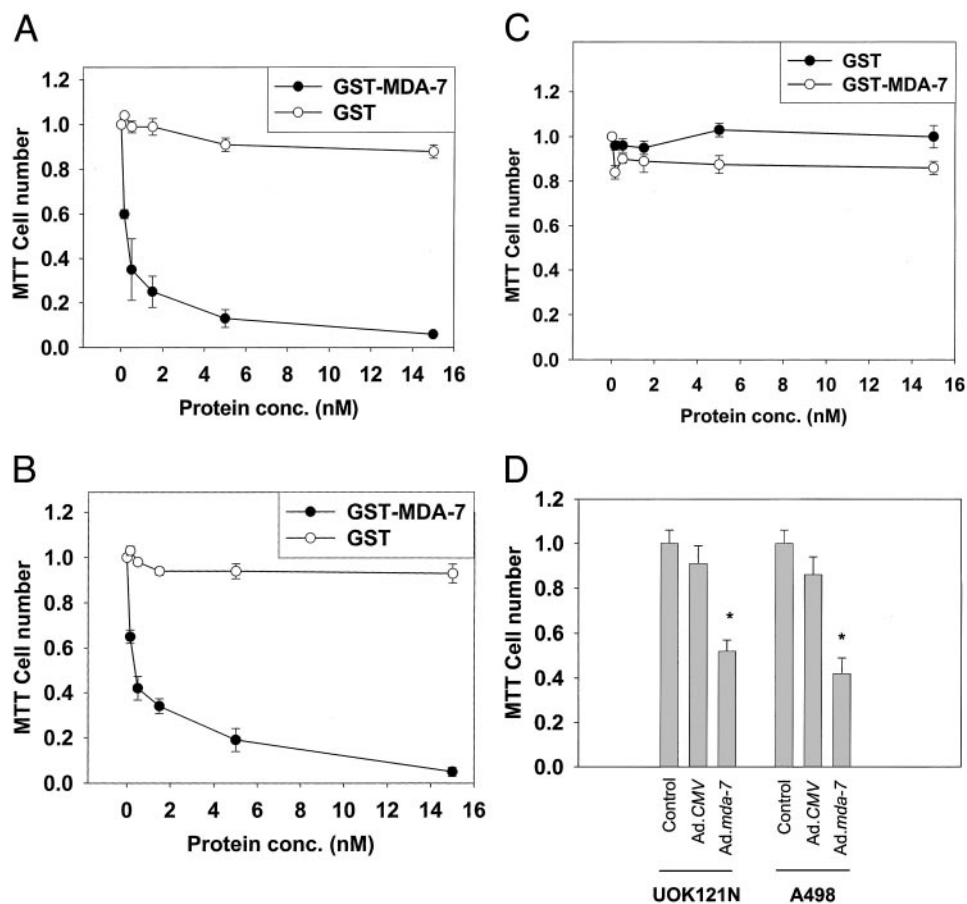 A
GST-MDA-7
GST
1.2
1.0
0.8
0.6
0.4
0.2
0.0
MTT Cell number
0 2 4 6 8 10 12 14 16
Protein conc. (nM)
C
GST
GST-MDA-7
1.2
1.0
0.8
0.6
0.4
0.2
0.0
MTT Cell number
0 2 4 6 8 10 12 14 16
Protein conc. (nM)
B
GST-MDA-7
GST
1.2
1.0
0.8
0.6
0.4
0.2
0.0
MTT Cell number
0 2 4 6 8 10 12 14 16
Protein conc. (nM)
D
1.2
1.0
0.8
0.6
0.4
0.2
0.0
MTT Cell number
*
*
Control
Ad.CMV
Ad.mda-7
Control
Ad.CMV
Ad.mda-7
UOK121N
A498